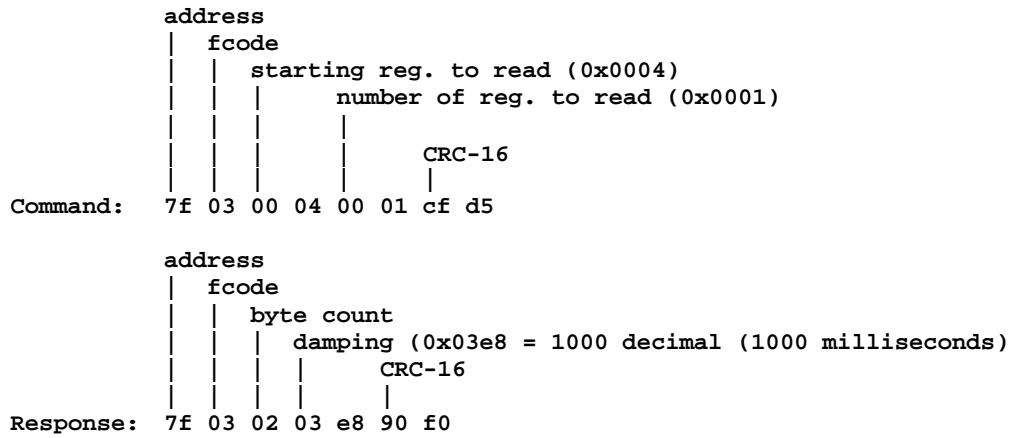 address
| fcode
| | starting reg. to read (0x0004)
| | | number of reg. to read (0x0001)
| | | |
| | | | CRC-16
| | | | |
Command: 7f 03 00 04 00 01 cf d5
address
| fcode
| | byte count
| | | damping (0x03e8 = 1000 decimal (1000 milliseconds)
| | | | CRC-16
| | | | |
Response: 7f 03 02 03 e8 90 f0